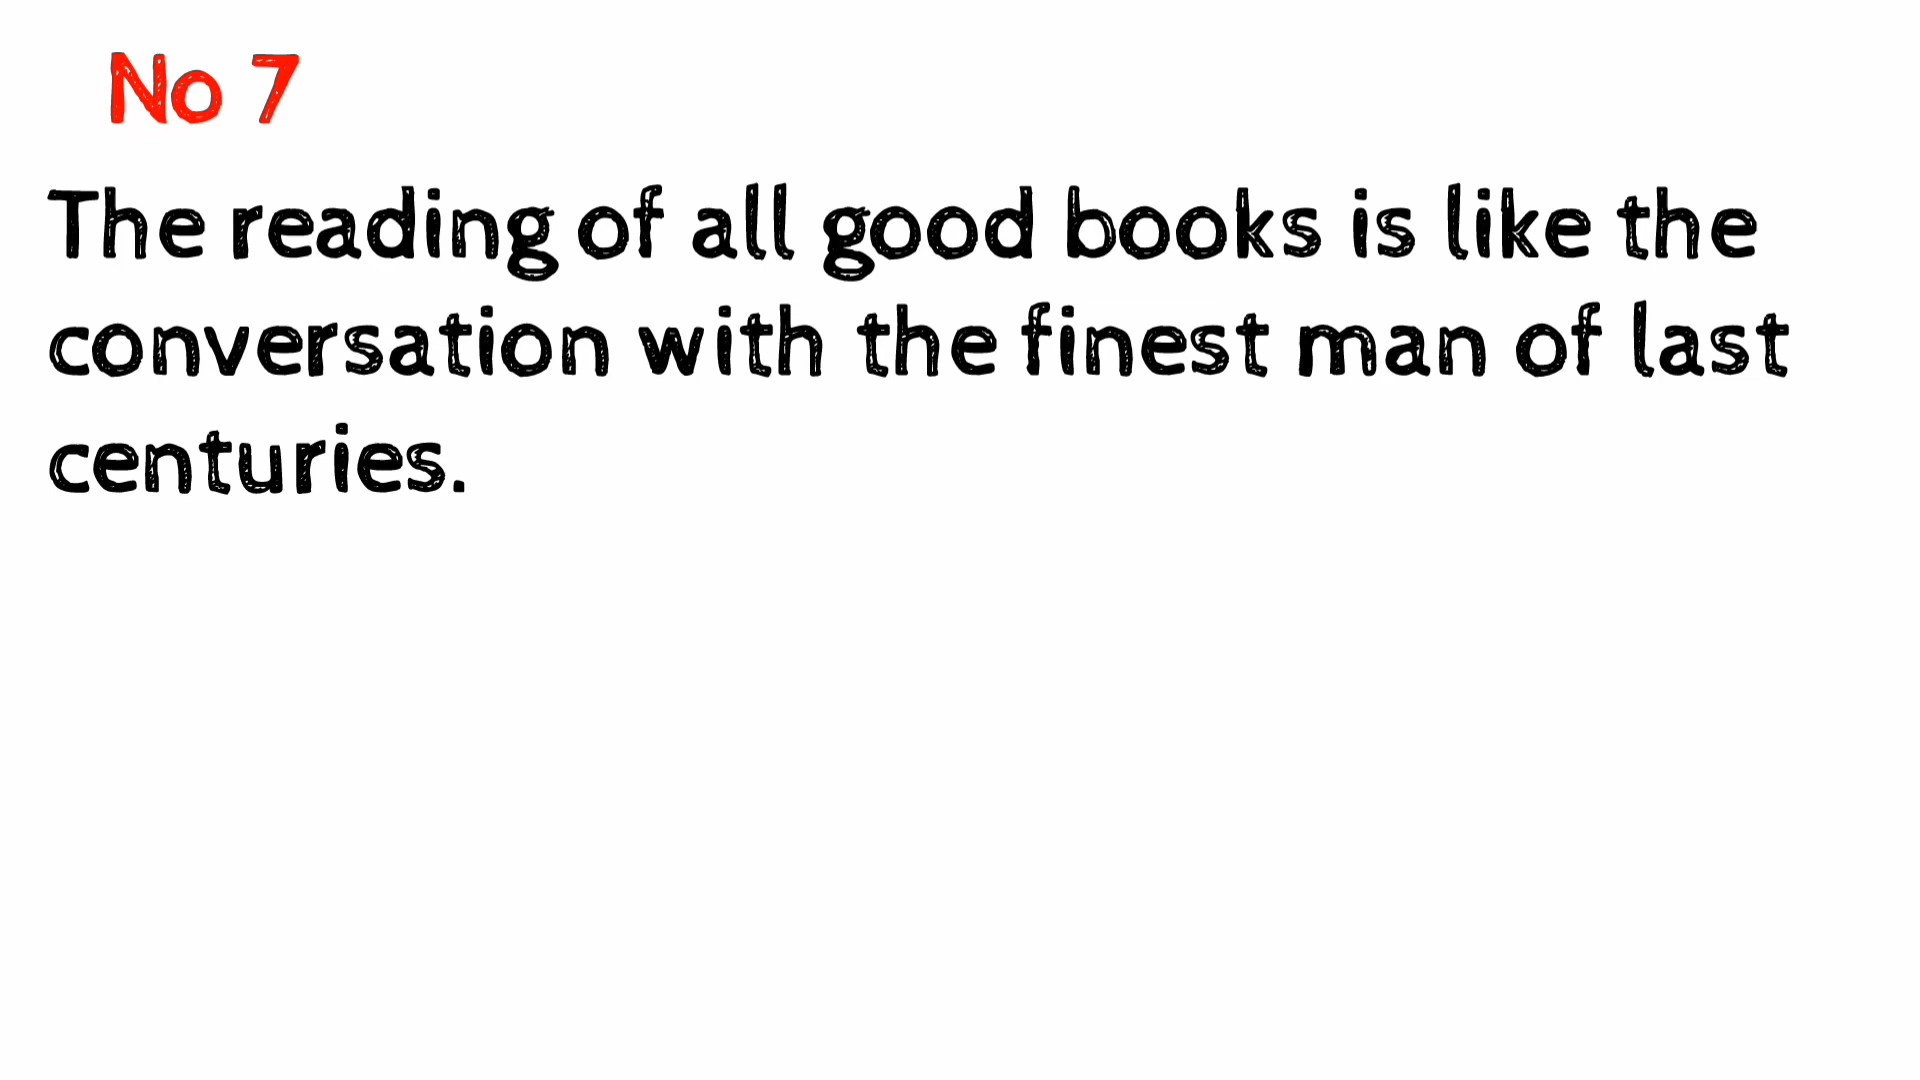 No 7
The reading of all good books is like the
conversation with the finest man of last
centuries.